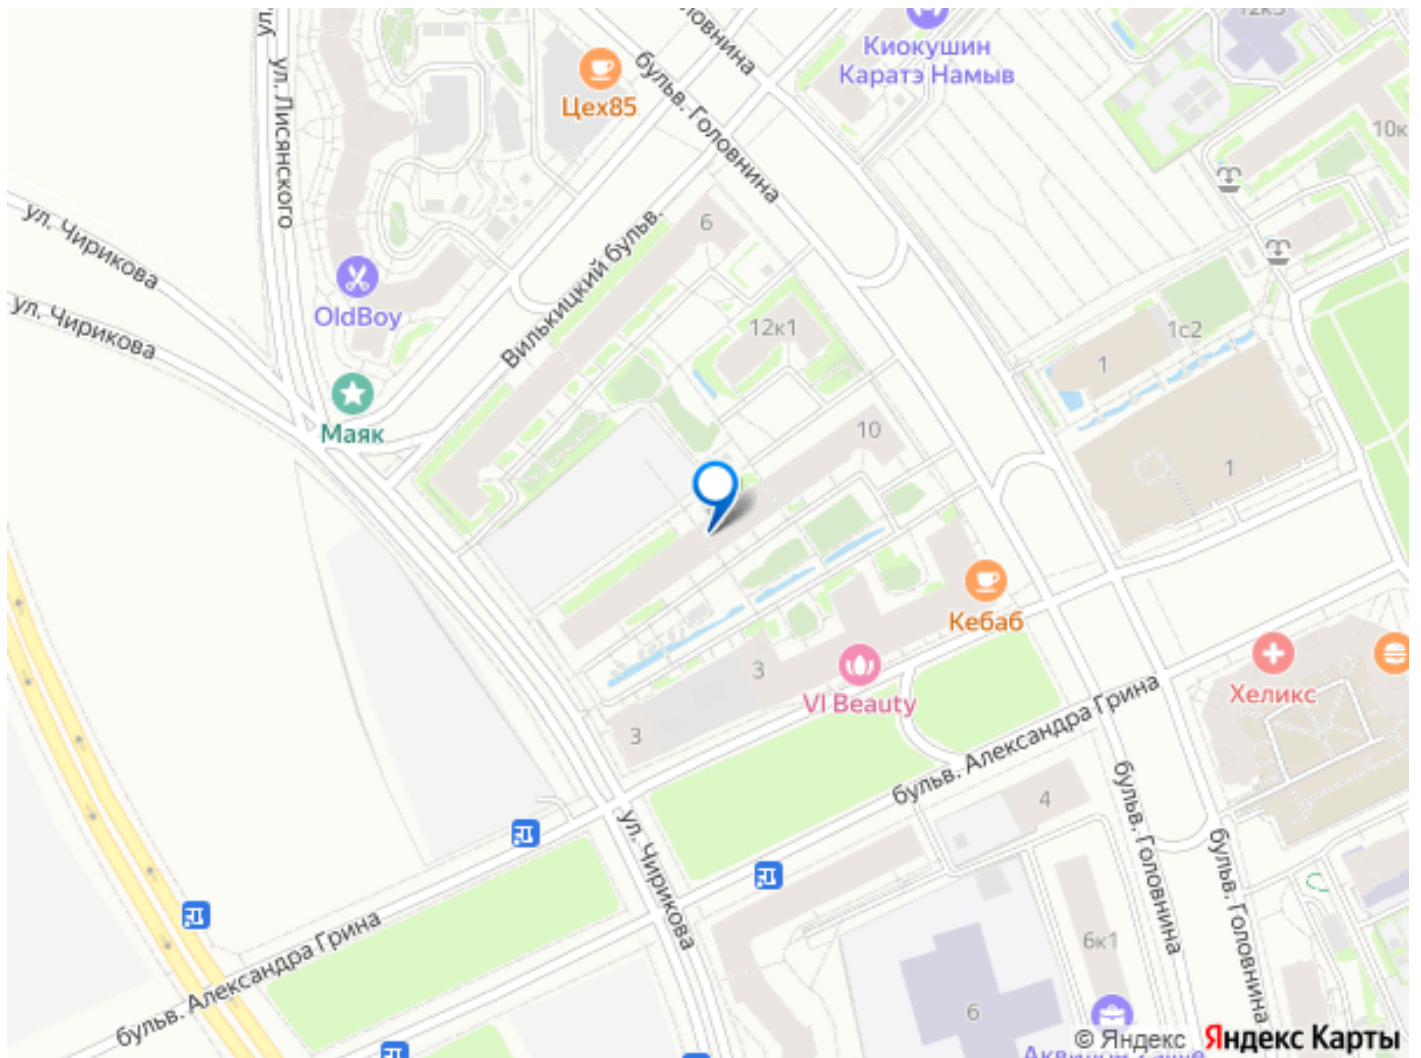 12к3
Киокушин
Каратэ Намыв
Цех85
бульв. Головнина
ул. Лисянского
10к
6
ул. Чирикова
ул. Чирикова
OldBoy
Вилькицкий бульв.
12к1
1с2
1
Маяк
10
1
Кебаб
3
VI Beauty
3
Хеликс
бульв. Александра Грина
4
ул. Чирикова
бульв. Головнина
бульв. Головнина
бульв. Александра Грина
6к1
6
© Яндекс Яндекс Карты